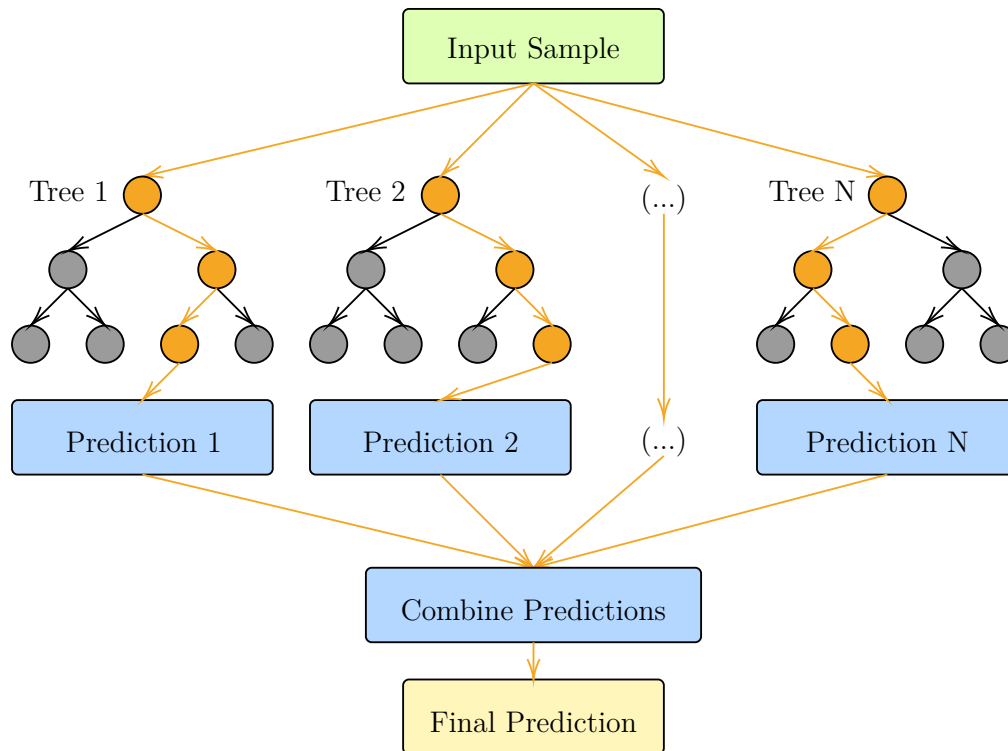 Input Sample
Tree 1
Tree 2
(...)
Tree N
Prediction 1
Prediction 2
(...)
Prediction N
Combine Predictions
Final Prediction